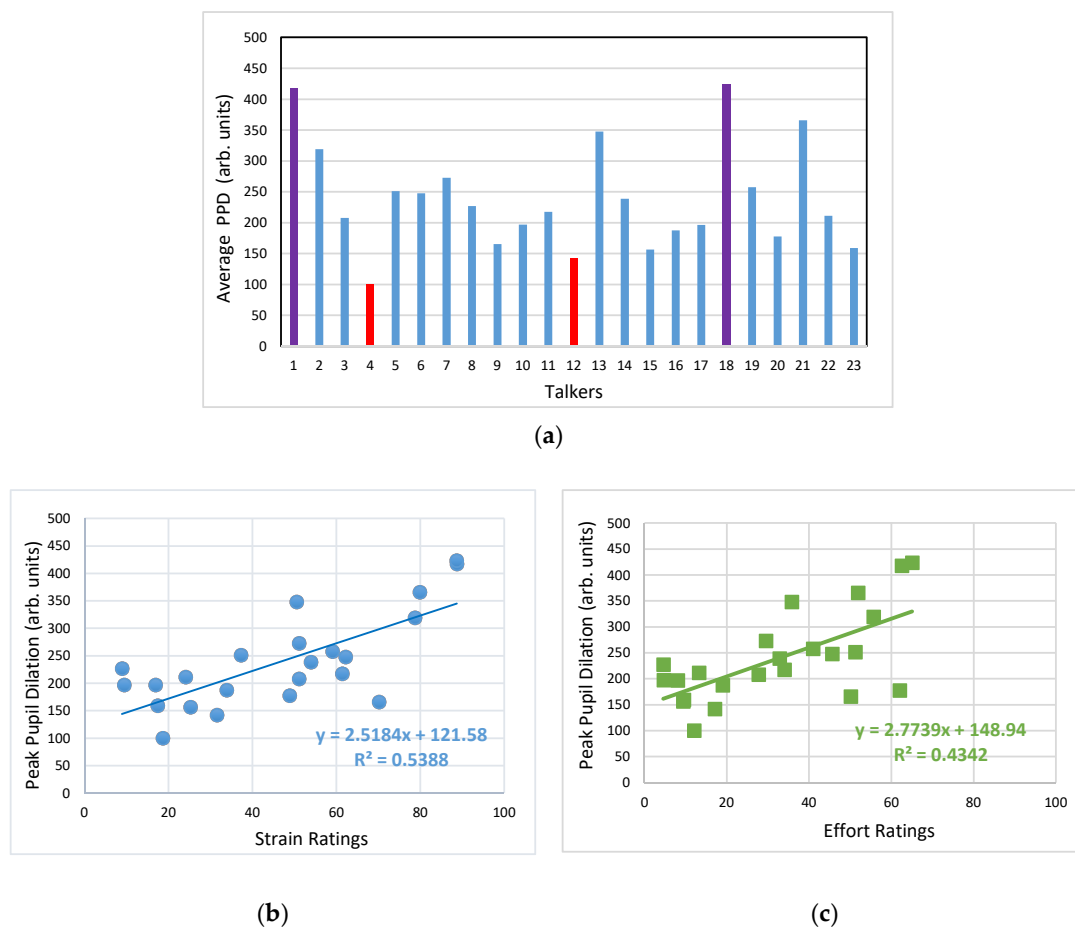 500
450
400
350
300
250
200
150
100
50
0
Average PPD (arb. units)
1 2 3 4 5 6 7 8 9 10 11 12 13 14 15 16 17 18 19 20 21 22 23
Talkers
(a)
500
450
400
350
300
250
200
150
100
50
0
Peak Pupil Dilation (arb. units)
y = 2.5184x + 121.58
R² = 0.5388
0 20 40 60 80 100
Strain Ratings
(b)
500
450
400
350
300
250
200
150
100
50
0
Peak Pupil Dilation (arb. units)
y = 2.7739x + 148.94
R² = 0.4342
0 20 40 60 80 100
Effort Ratings
(c)